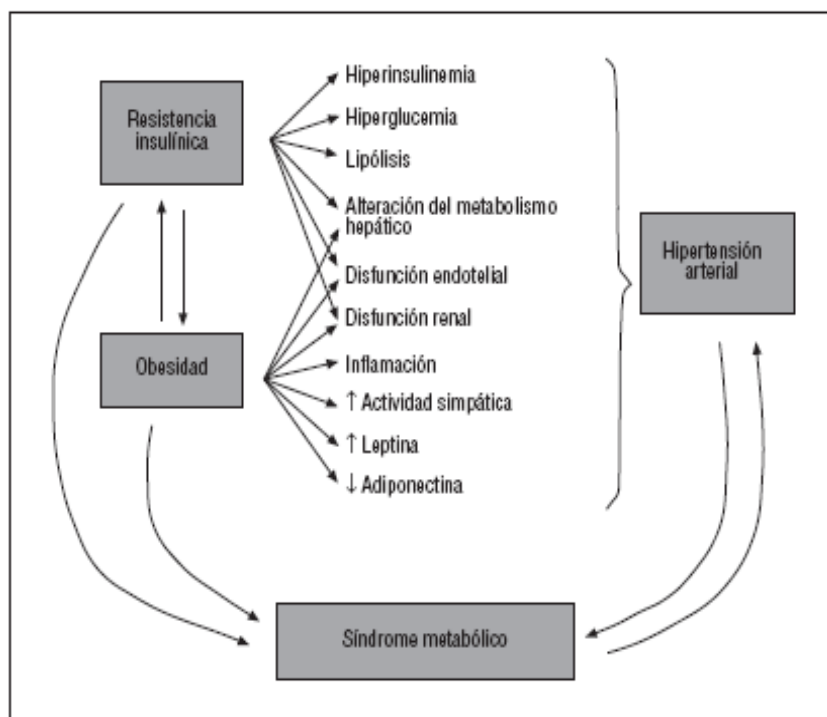 Resistencia
insulínica
Obesidad
Hiperinsulinemia
Hiperglucemia
Lipólisis
Alteración del metabolismo
hepático
Disfunción endotelial
Disfunción renal
Inflamación
↑ Actividad simpática
↑ Leptina
↓ Adiponectina
Hipertensión
arterial
Síndrome metabólico